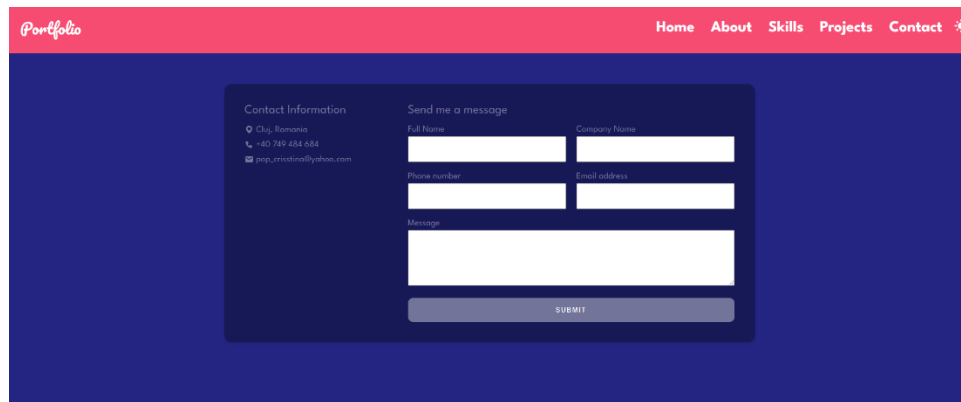 Portfolio
Home About Skills Projects Contact
Contact Information
Cluj, Romania
+40 749 484 684
pop_crisstina@yahoo.com
Send me a message
Full Name Company Name
Phone number Email address
Message
SUBMIT